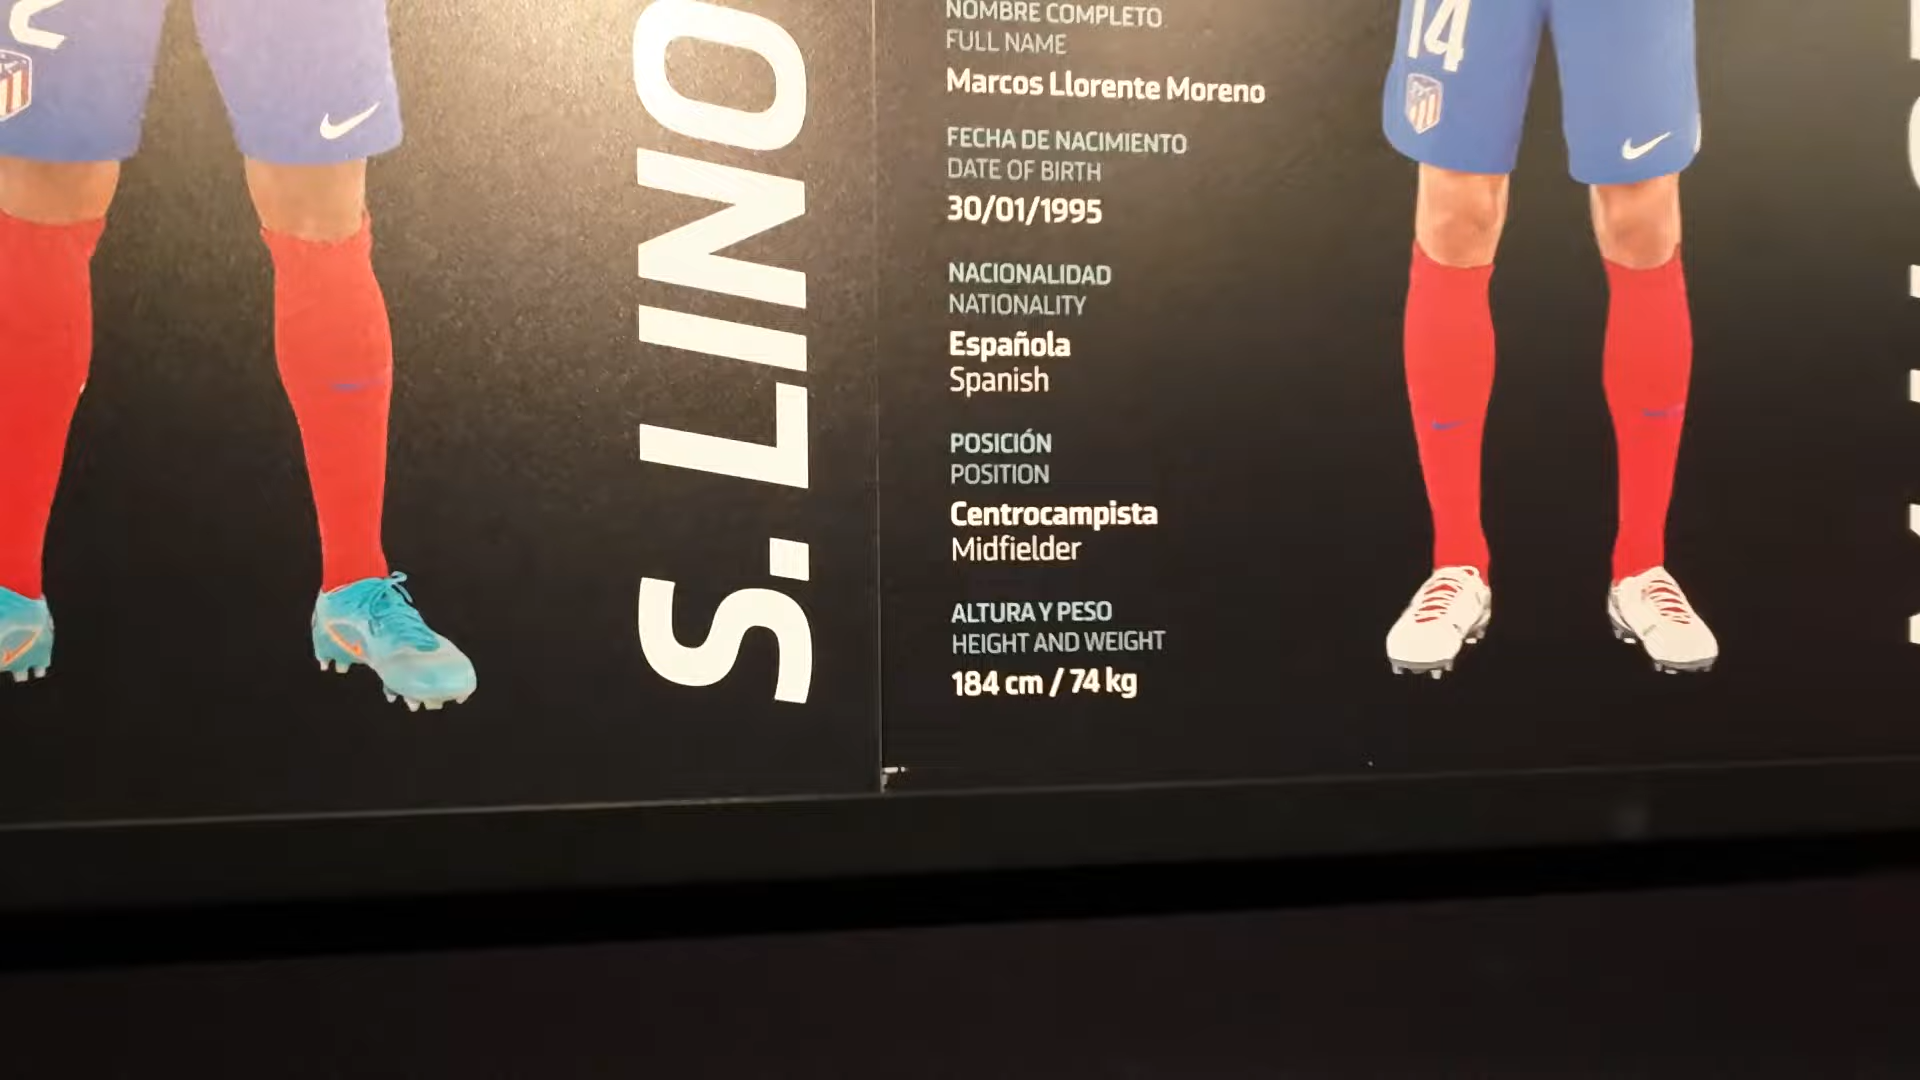 S. LINO
NOMBRE COMPLETO
FULL NAME
Marcos Llorente Moreno
FECHA DE NACIMIENTO
DATE OF BIRTH
30/01/1995
NACIONALIDAD
NATIONALITY
Española
Spanish
POSICIÓN
POSITION
Centrocampista
Midfielder
ALTURA Y PESO
HEIGHT AND WEIGHT
184 cm / 74 kg
14